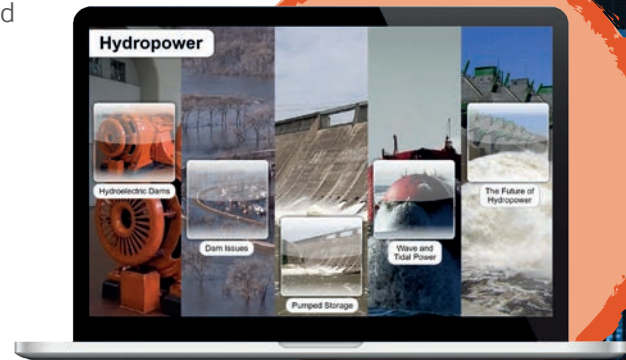 d
Hydropower
Hydroelectric Dams
Dam Issues
Pumped Storage
Wave and
Tidal Power
The Future of
Hydropower